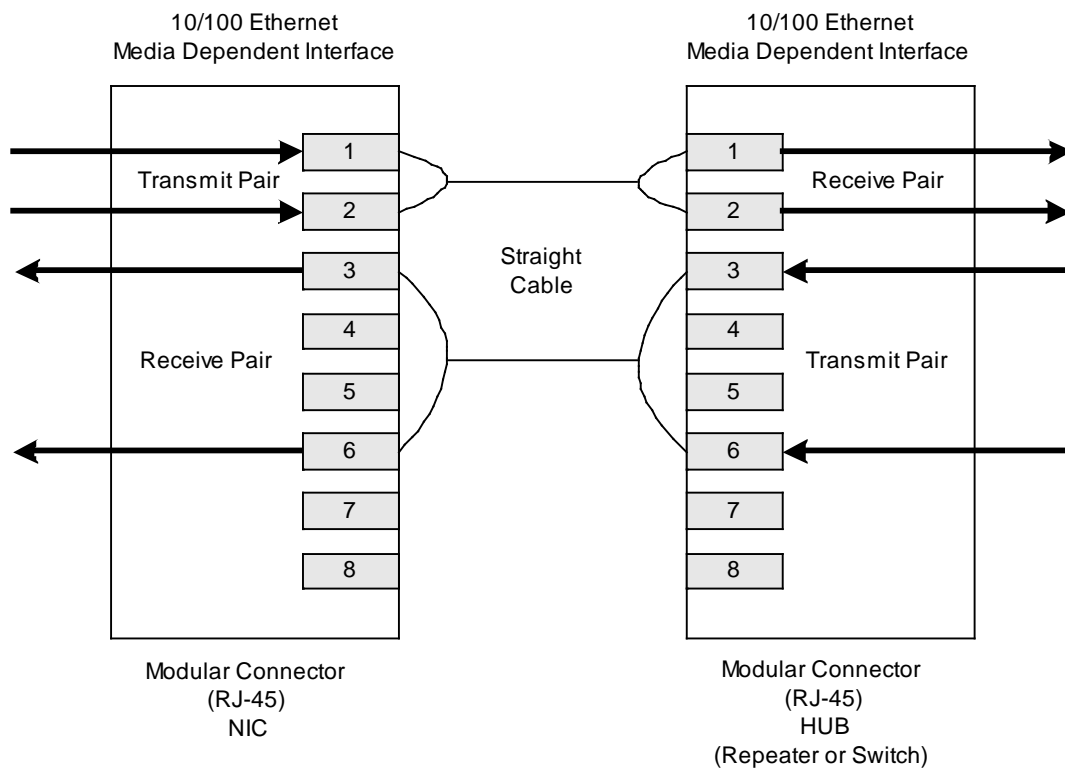 10/100 Ethernet
Media Dependent Interface
10/100 Ethernet
Media Dependent Interface
1
Transmit Pair
2
3
4
Receive Pair
5
6
7
8
Straight
Cable
1
Receive Pair
2
3
4
Transmit Pair
5
6
7
8
Modular Connector
(RJ-45)
NIC
Modular Connector
(RJ-45)
HUB
(Repeater or Switch)